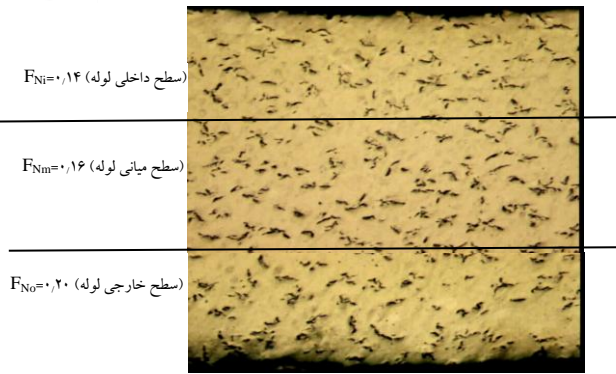 (سطح داخلی لوله) F_Ni=۰٫۱۴
(سطح میانی لوله) F_Nm=۰٫۱۶
(سطح خارجی لوله) F_No=۰٫۲۰